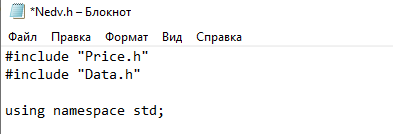 *Nedv.h – Блокнот
Файл Правка Формат Вид Справка
#include "Price.h"
#include "Data.h"

using namespace std;